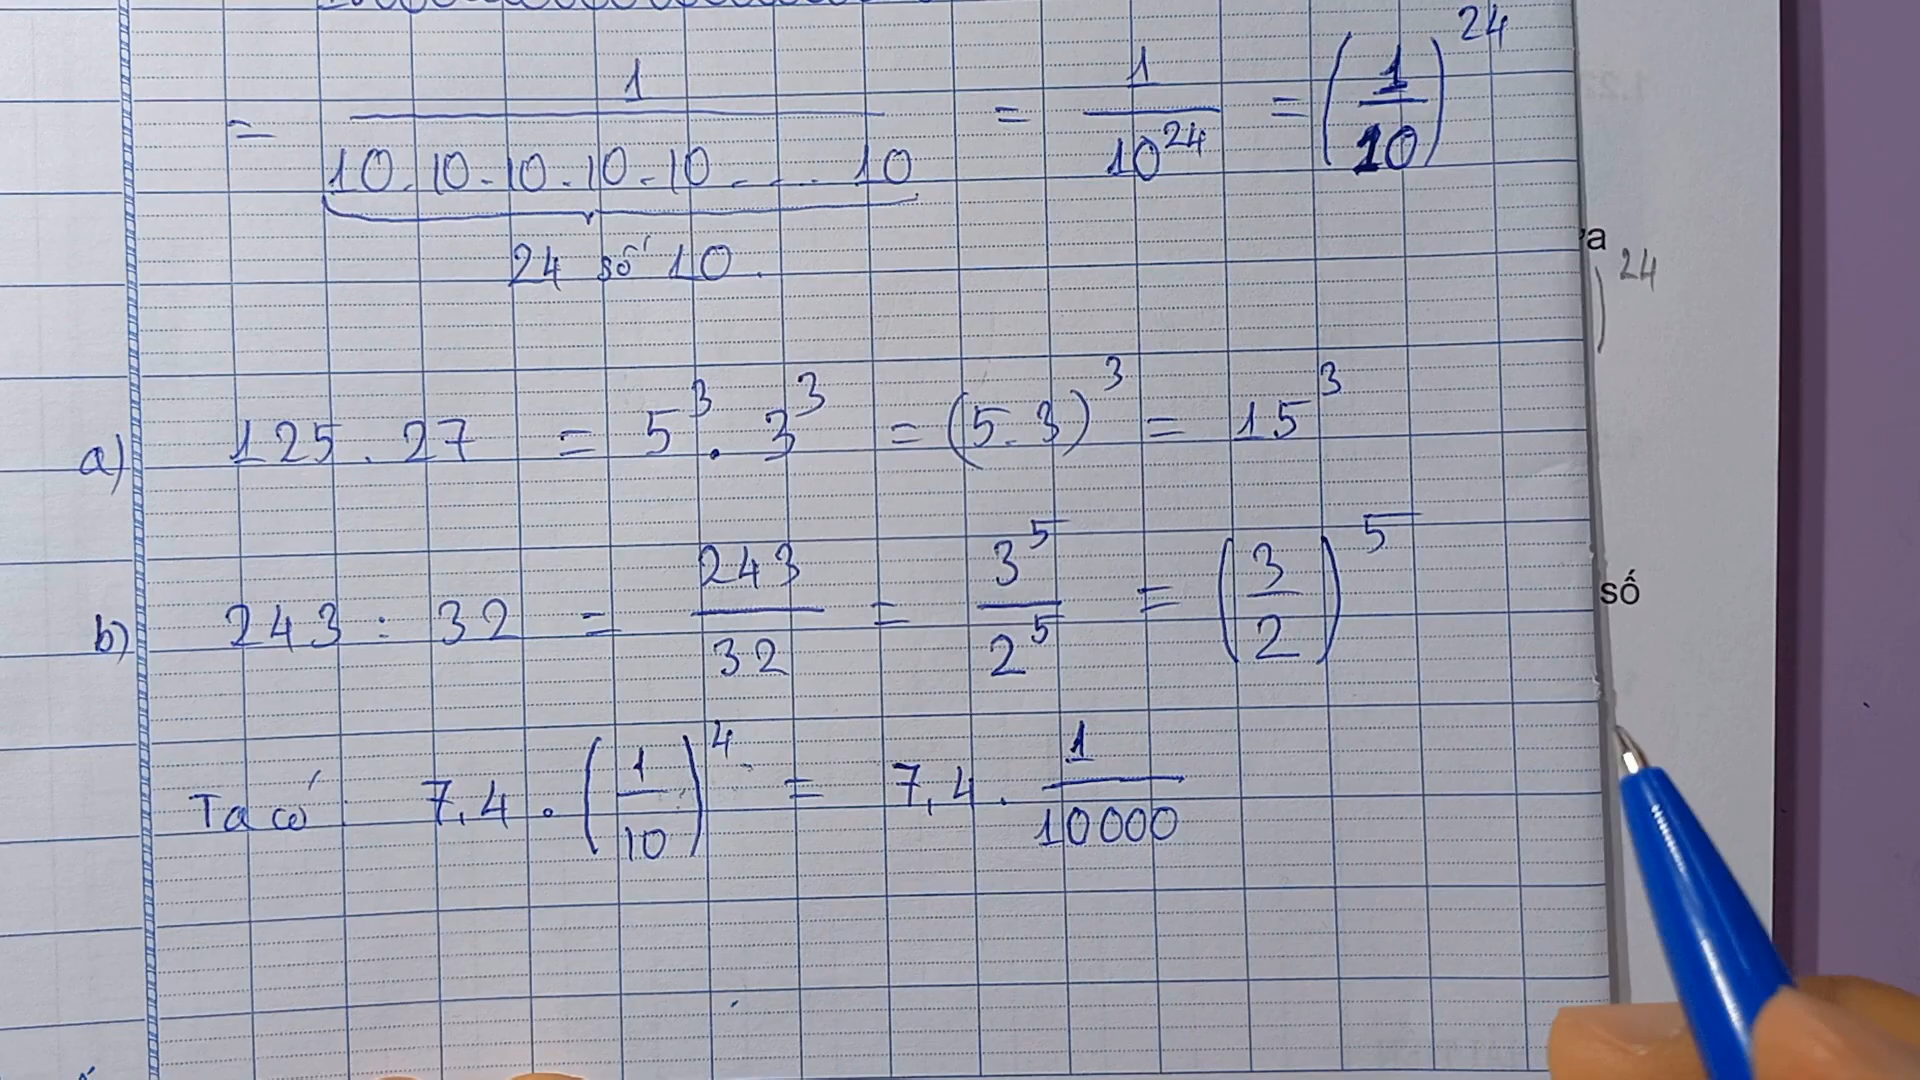 = 1/(10.10.10.10.10. . . . 10) = 1/10^24 = (1/10)^24
24 số 10.
ưa
)^24
a) 125 . 27 = 5^3 . 3^3 = (5.3)^3 = 15^3
b) 243 : 32 = 243/32 = 3^5/2^5 = (3/2)^5
số
Ta có: 7,4 . (1/10)^4 = 7,4 . 1/10000